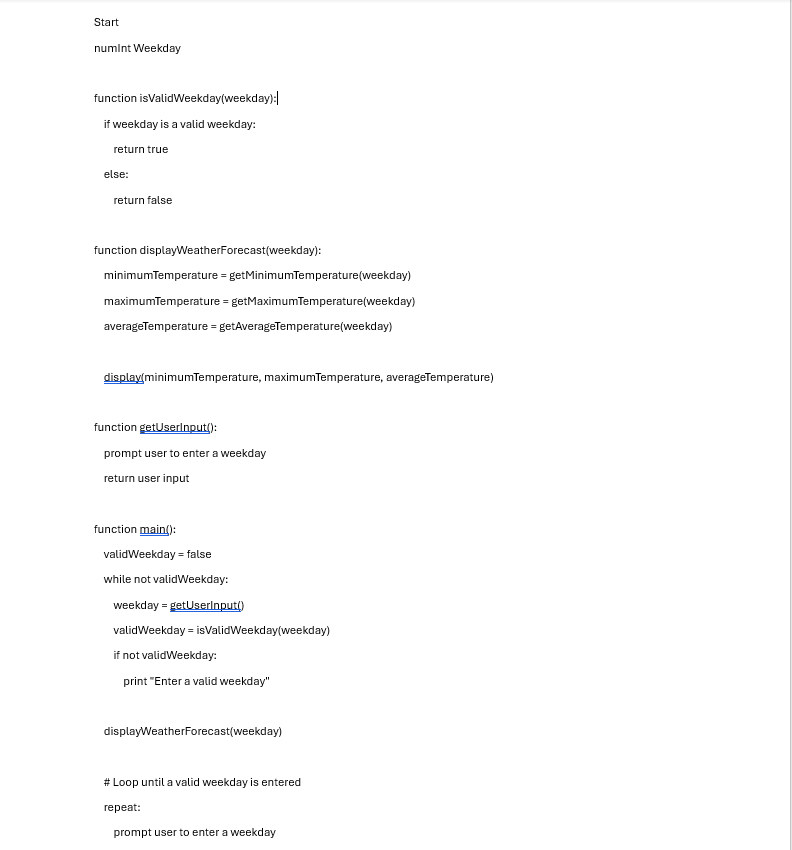 Start
numInt Weekday
function isValidWeekday(weekday):
if weekday is a valid weekday:
return true
else:
return false
function displayWeatherForecast(weekday):
minimumTemperature = getMinimumTemperature(weekday)
maximumTemperature = getMaximumTemperature(weekday)
averageTemperature = getAverageTemperature(weekday)
display(minimumTemperature, maximumTemperature, averageTemperature)
function getUserInput():
prompt user to enter a weekday
return user input
function main():
validWeekday = false
while not validWeekday:
weekday = getUserInput()
validWeekday = isValidWeekday(weekday)
if not validWeekday:
print "Enter a valid weekday"
displayWeatherForecast(weekday)
# Loop until a valid weekday is entered
repeat:
prompt user to enter a weekday